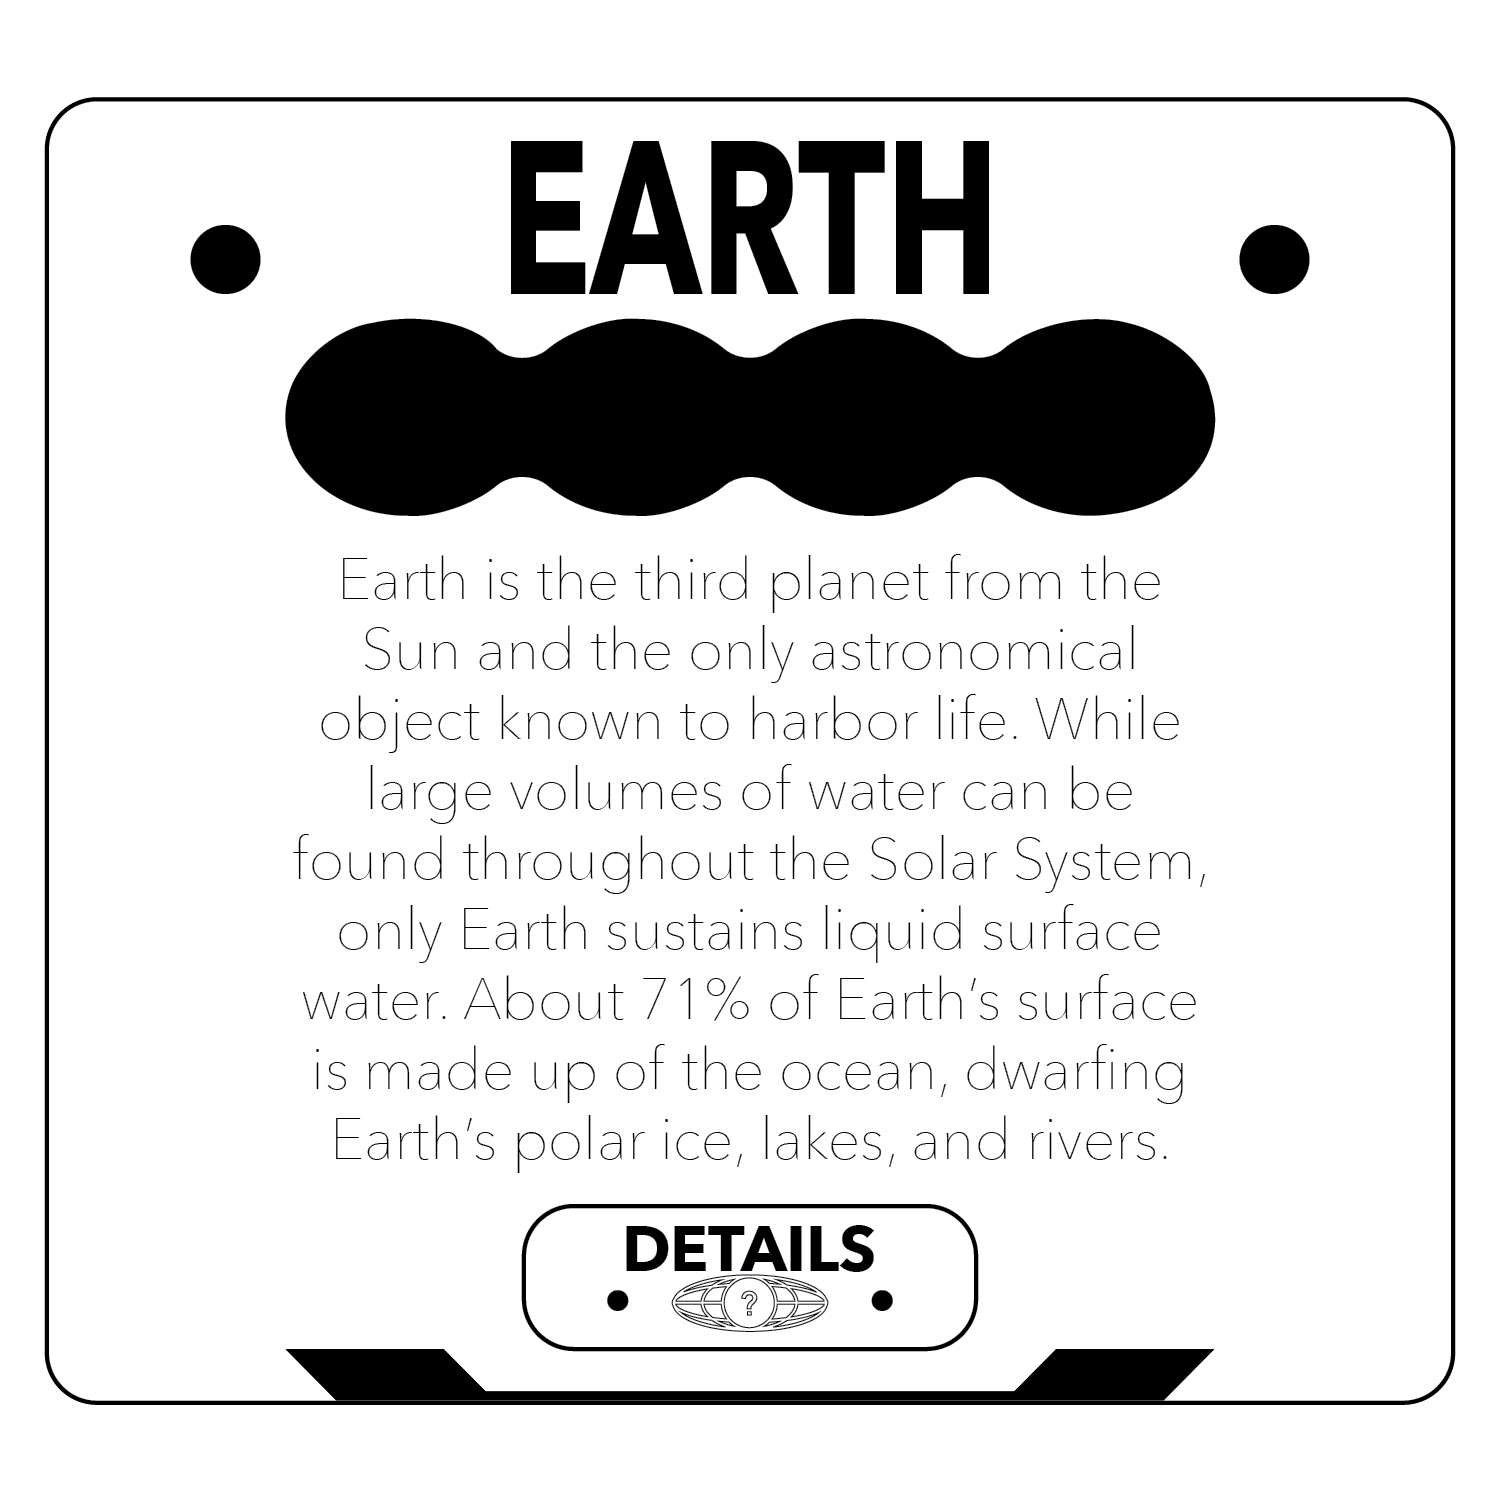 EARTH
Earth is the third planet from the
Sun and the only astronomical
object known to harbor life. While
large volumes of water can be
found throughout the Solar System,
only Earth sustains liquid surface
water. About 71% of Earth’s surface
is made up of the ocean, dwarfing
Earth’s polar ice, lakes, and rivers.
DETAILS
?